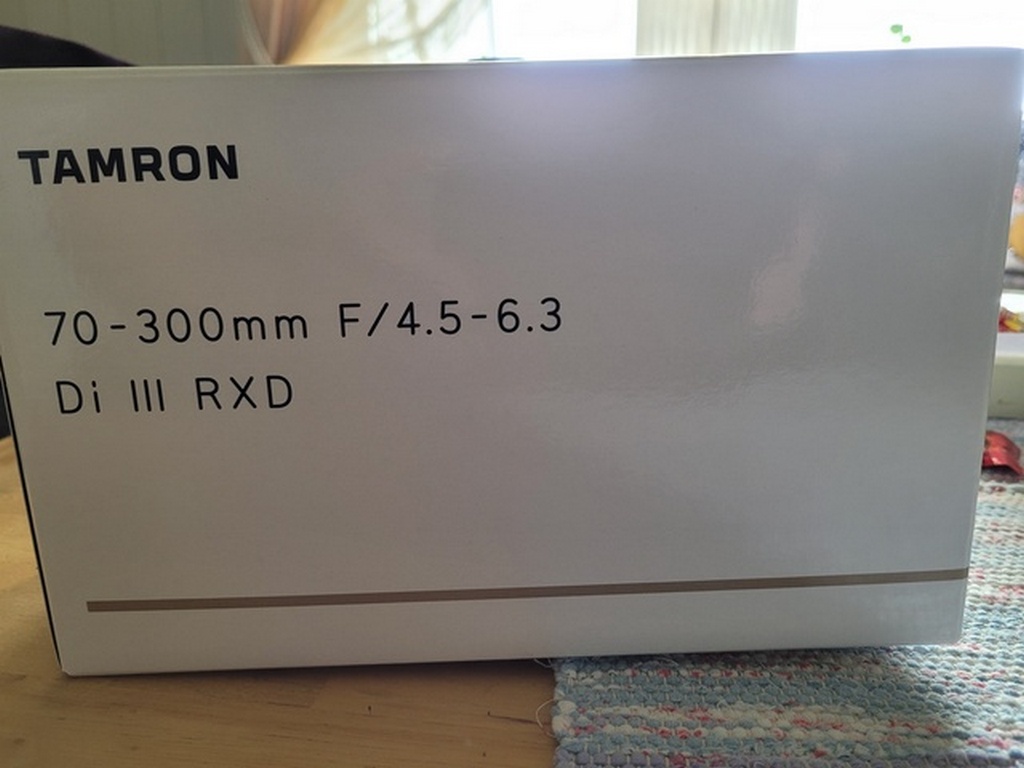 TAMRON
70-300mm F/4.5-6.3
Di III RXD